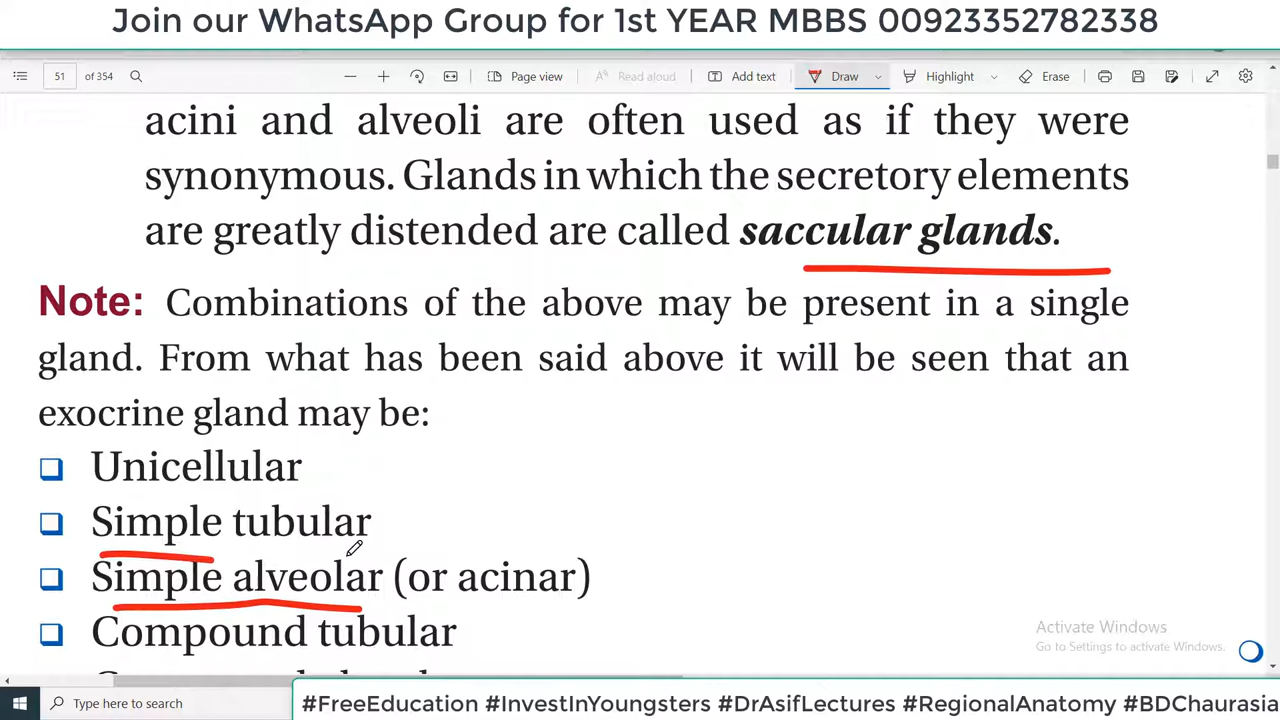 Join our WhatsApp Group for 1st YEAR MBBS 00923352782338
51 of 354 Page view Read aloud Add text Draw Highlight Erase
acini and alveoli are often used as if they were
synonymous. Glands in which the secretory elements
are greatly distended are called saccular glands.
Note: Combinations of the above may be present in a single
gland. From what has been said above it will be seen that an
exocrine gland may be:
Unicellular
Simple tubular
Simple alveolar (or acinar)
Compound tubular
Activate Windows
Go to Settings to activate Windows.
Type here to search
#FreeEducation #InvestInYoungsters #DrAsifLectures #RegionalAnatomy #BDChaurasia